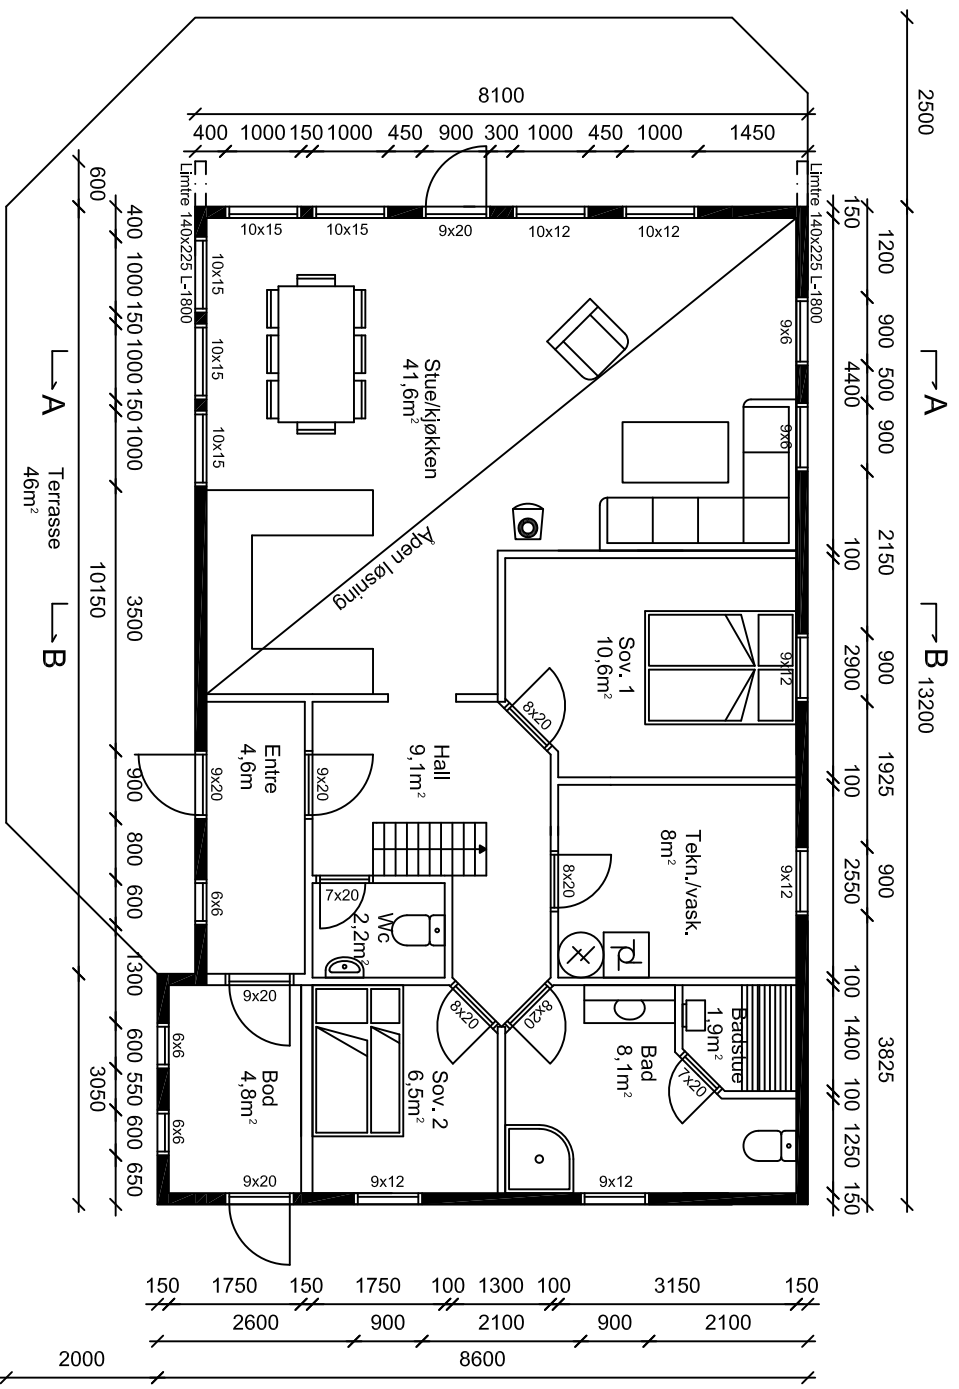 2500
8100
400 1000 150 1000 450 900 300 1000 450 1000 1450
Limtre 140x225 L-1800
Limtre 140x225 L-1800
10x15
10x15
9x20
10x12
10x12
600
400
1000
150
1000
150
1000
3500
900
800
600
1300
600
550
600
650
10150
3050
10x15
10x15
10x15
9x20
6x6
6x6
6x6
A
B
Terrasse
46m²
150
4400
100
2900
100
2550
100
1400
100
1250
150
1200
900
500
900
2150
900
1925
900
3825
A
B
13200
9x6
9x6
9x12
9x12
Stue/kjøkken
41,6m²
Åpen løsning
Sov. 1
10,6m²
8x20
Entre
4,6m
9x20
Hall
9,1m²
Tekn./vask.
8m²
8x20
7x20
Wc
2,2m²
9x20
8x20
8x20
Badstue
1,9m²
7x20
Bad
8,1m²
Sov. 2
6,5m²
Bod
4,8m²
9x20
9x12
9x12
150 1750 150 1750 100 1300 100 3150 150
2600 900 2100 900 2100
2000 8600